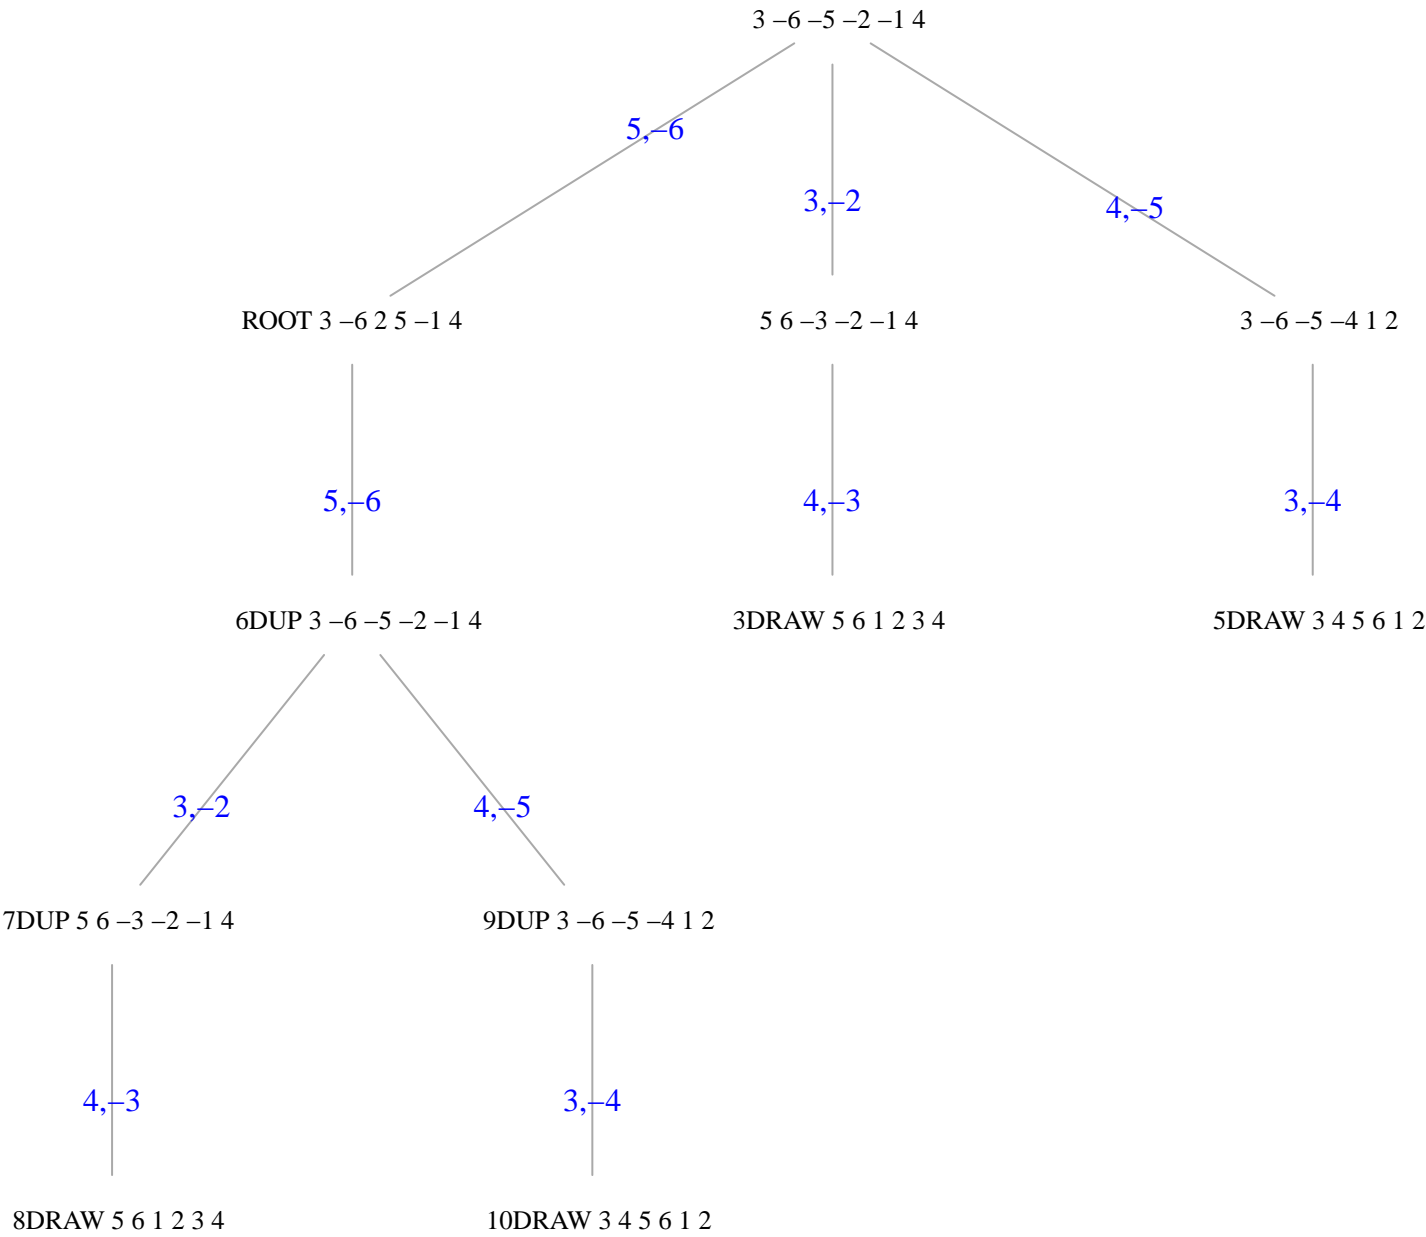 3 –6 –5 –2 –1 4
5,–6
3,–2
4,–5
ROOT 3 –6 2 5 –1 4
5 6 –3 –2 –1 4
3 –6 –5 –4 1 2
5,–6
4,–3
3,–4
6DUP 3 –6 –5 –2 –1 4
3DRAW 5 6 1 2 3 4
5DRAW 3 4 5 6 1 2
3,–2
4,–5
7DUP 5 6 –3 –2 –1 4
9DUP 3 –6 –5 –4 1 2
4,–3
3,–4
8DRAW 5 6 1 2 3 4
10DRAW 3 4 5 6 1 2